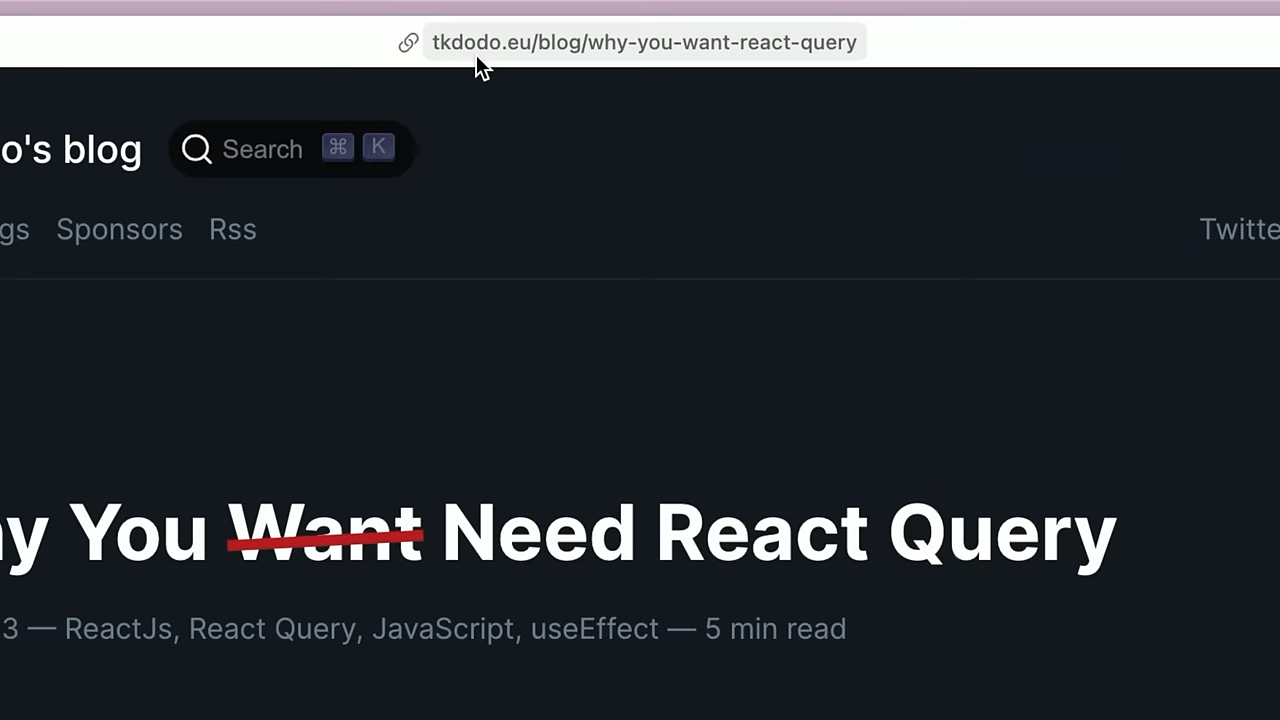 tkdodo.eu/blog/why-you-want-react-query
o's blog Search ⌘ K
gs Sponsors Rss Twitte
y You Want Need React Query
3 — ReactJs, React Query, JavaScript, useEffect — 5 min read